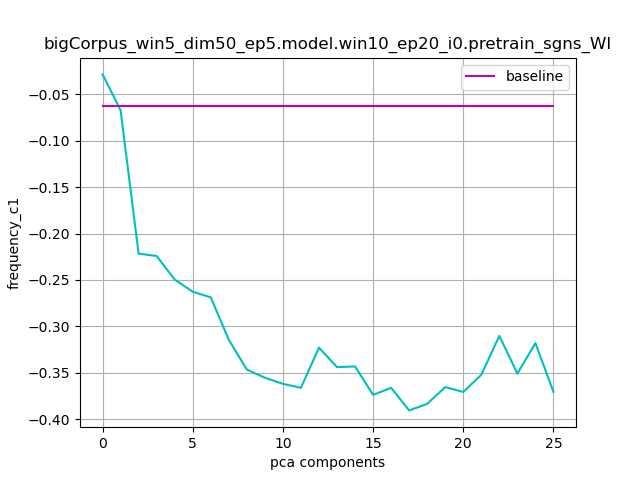 bigCorpus_win5_dim50_ep5.model.win10_ep20_i0.pretrain_sgns_WI
baseline
−0.05
−0.10
−0.15
−0.20
−0.25
−0.30
−0.35
−0.40
frequency_c1
0 5 10 15 20 25
pca components